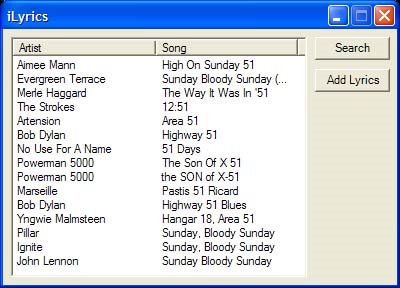 iLyrics
Artist Song
Search
Aimee Mann High On Sunday 51
Evergreen Terrace Sunday Bloody Sunday (...
Add Lyrics
Merle Haggard The Way It Was In '51
The Strokes 12:51
Artension Area 51
Bob Dylan Highway 51
No Use For A Name 51 Days
Powerman 5000 The Son Of X 51
Powerman 5000 the SON of X-51
Marseille Pastis 51 Ricard
Bob Dylan Highway 51 Blues
Yngwie Malmsteen Hangar 18, Area 51
Pillar Sunday, Bloody Sunday
Ignite Sunday, Bloody Sunday
John Lennon Sunday Bloody Sunday